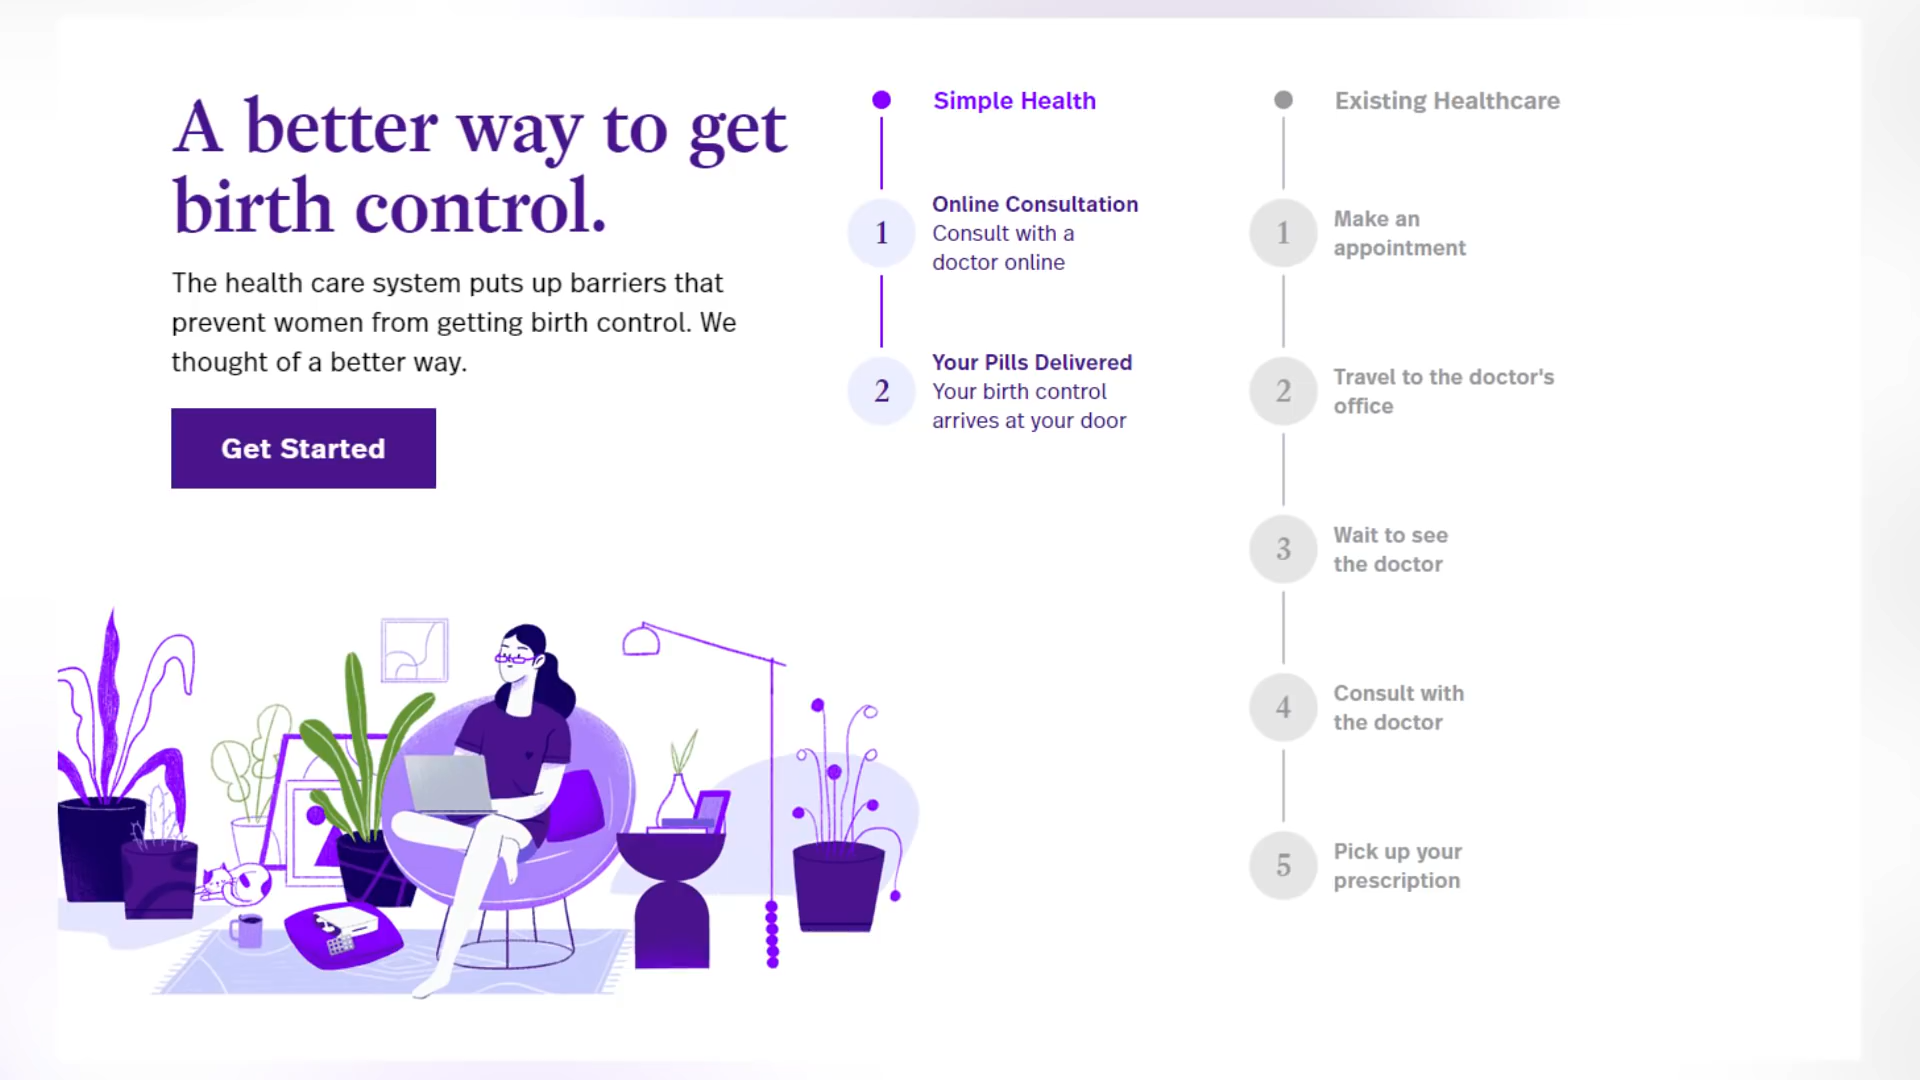 A better way to get
birth control.
The health care system puts up barriers that
prevent women from getting birth control. We
thought of a better way.
Get Started
Simple Health
1
Online Consultation
Consult with a
doctor online
2
Your Pills Delivered
Your birth control
arrives at your door
Existing Healthcare
1
Make an
appointment
2
Travel to the doctor's
office
3
Wait to see
the doctor
4
Consult with
the doctor
5
Pick up your
prescription